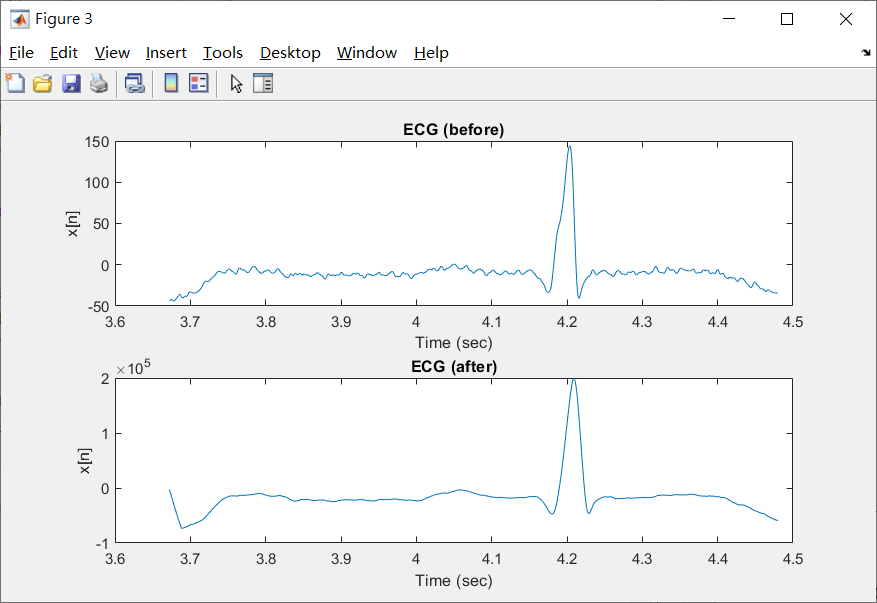 Figure 3
File Edit View Insert Tools Desktop Window Help
ECG (before)
150
100
50
0
-50
x[n]
3.6 3.7 3.8 3.9 4 4.1 4.2 4.3 4.4 4.5
Time (sec)
ECG (after)
×10^5
2
1
0
-1
x[n]
3.6 3.7 3.8 3.9 4 4.1 4.2 4.3 4.4 4.5
Time (sec)